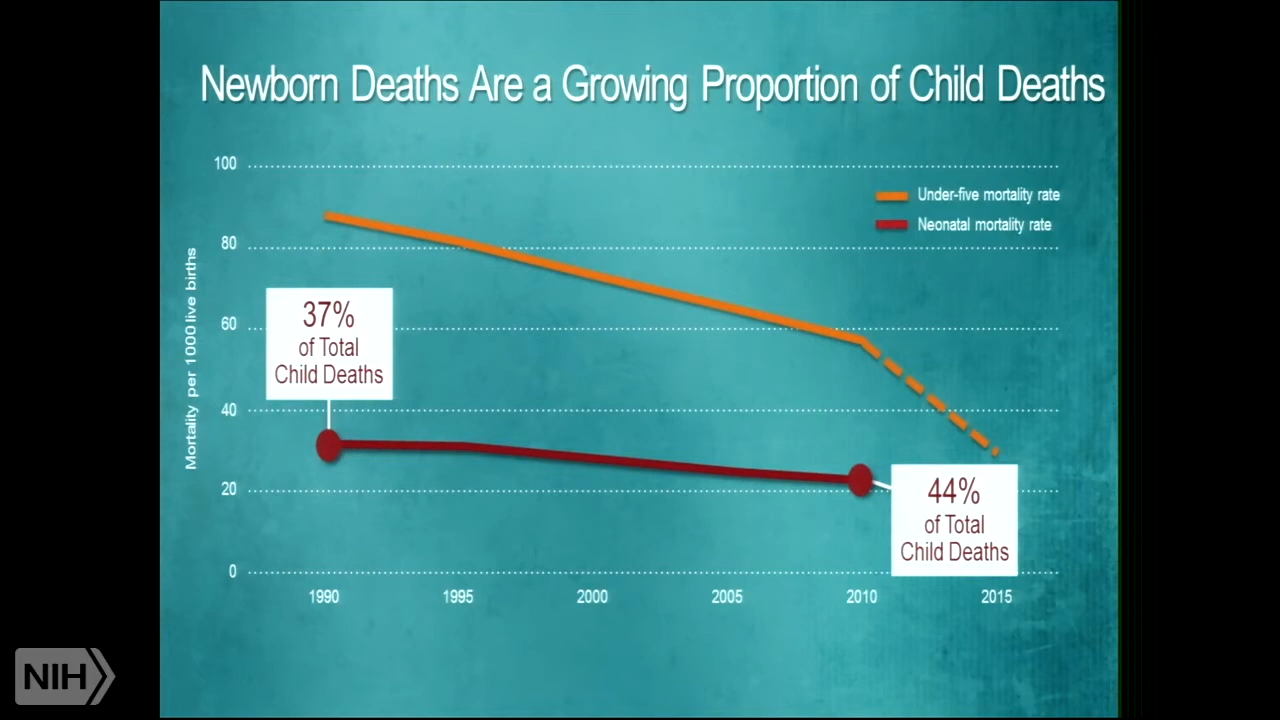 Newborn Deaths Are a Growing Proportion of Child Deaths
100
Under-five mortality rate
Neonatal mortality rate
80
Mortality per 1000 live births
37%
of Total
Child Deaths
60
40
20
44%
of Total
Child Deaths
0
1990
1995
2000
2005
2010
2015
NIH